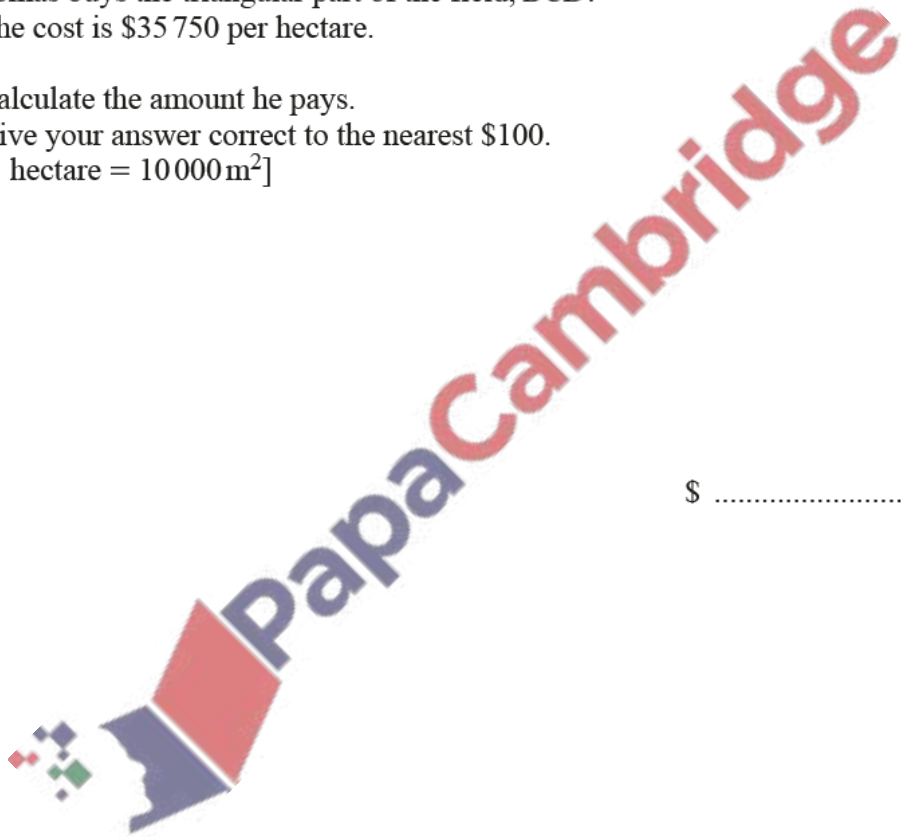 he cost is $35 750 per hectare.
alculate the amount he pays.
ive your answer correct to the nearest $100.
hectare = 10 000 m²]
$ ........................
PapaCambridge